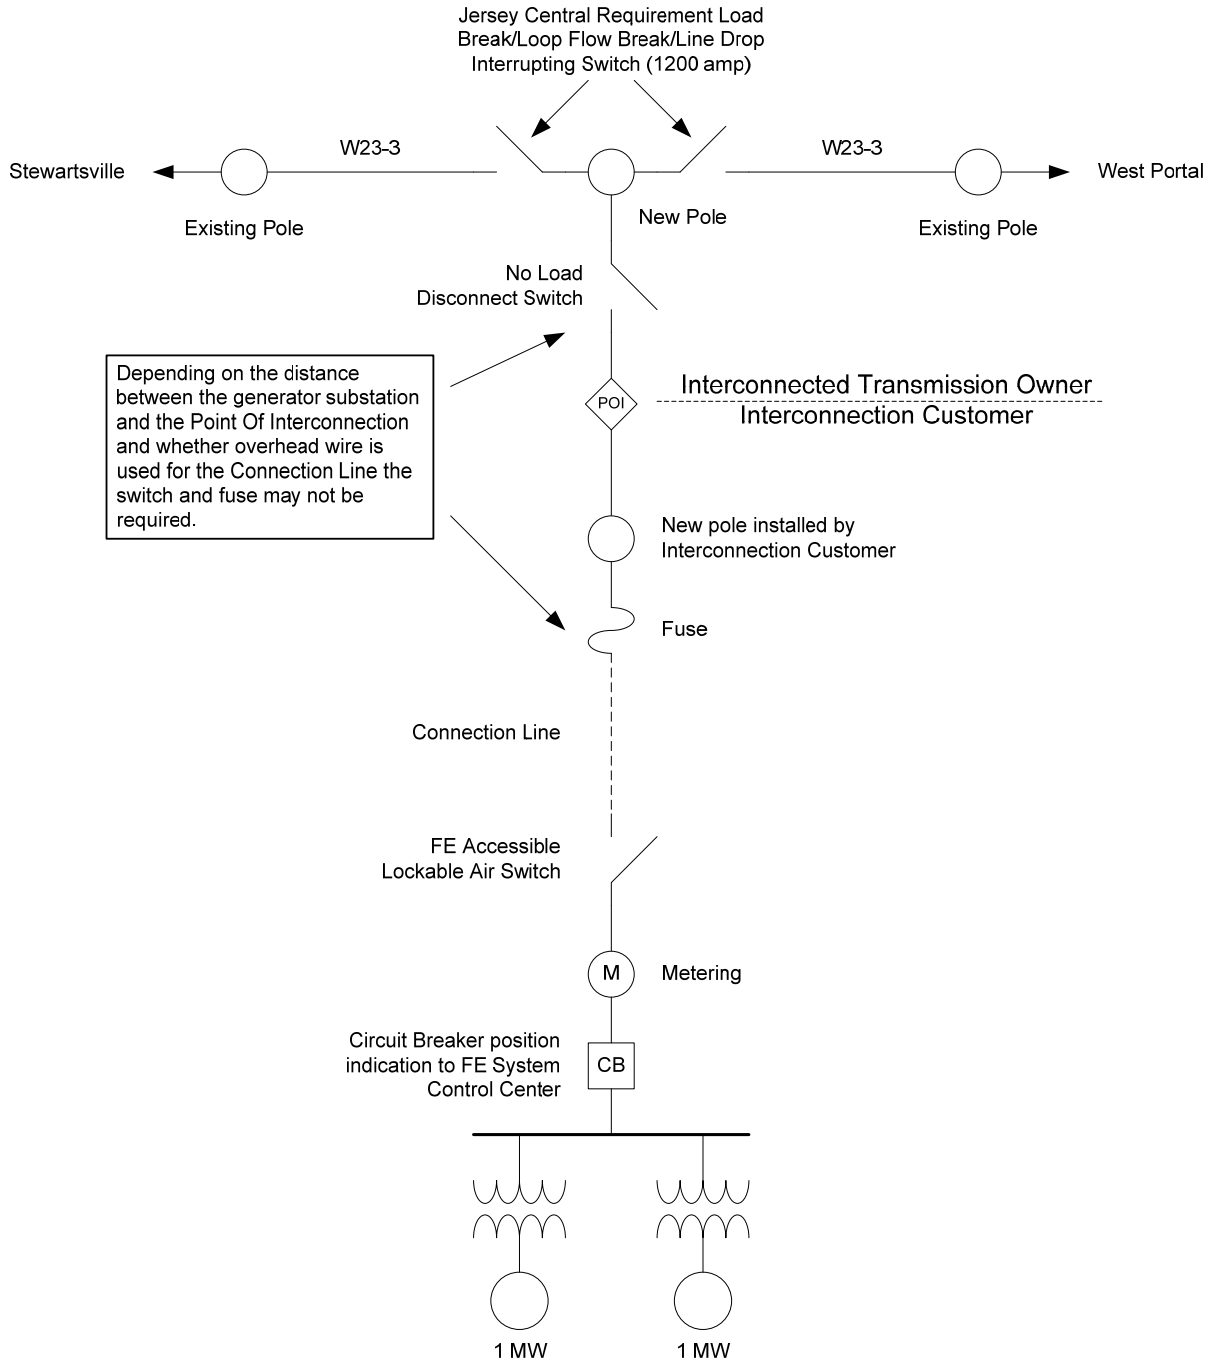 Jersey Central Requirement Load
Break/Loop Flow Break/Line Drop
Interrupting Switch (1200 amp)
W23-3
W23-3
Stewartsville
West Portal
Existing Pole
New Pole
Existing Pole
No Load
Disconnect Switch
Depending on the distance
between the generator substation
and the Point Of Interconnection
and whether overhead wire is
used for the Connection Line the
switch and fuse may not be
required.
POI
Interconnected Transmission Owner
Interconnection Customer
New pole installed by
Interconnection Customer
Fuse
Connection Line
FE Accessible
Lockable Air Switch
M
Metering
Circuit Breaker position
indication to FE System
Control Center
CB
1 MW
1 MW